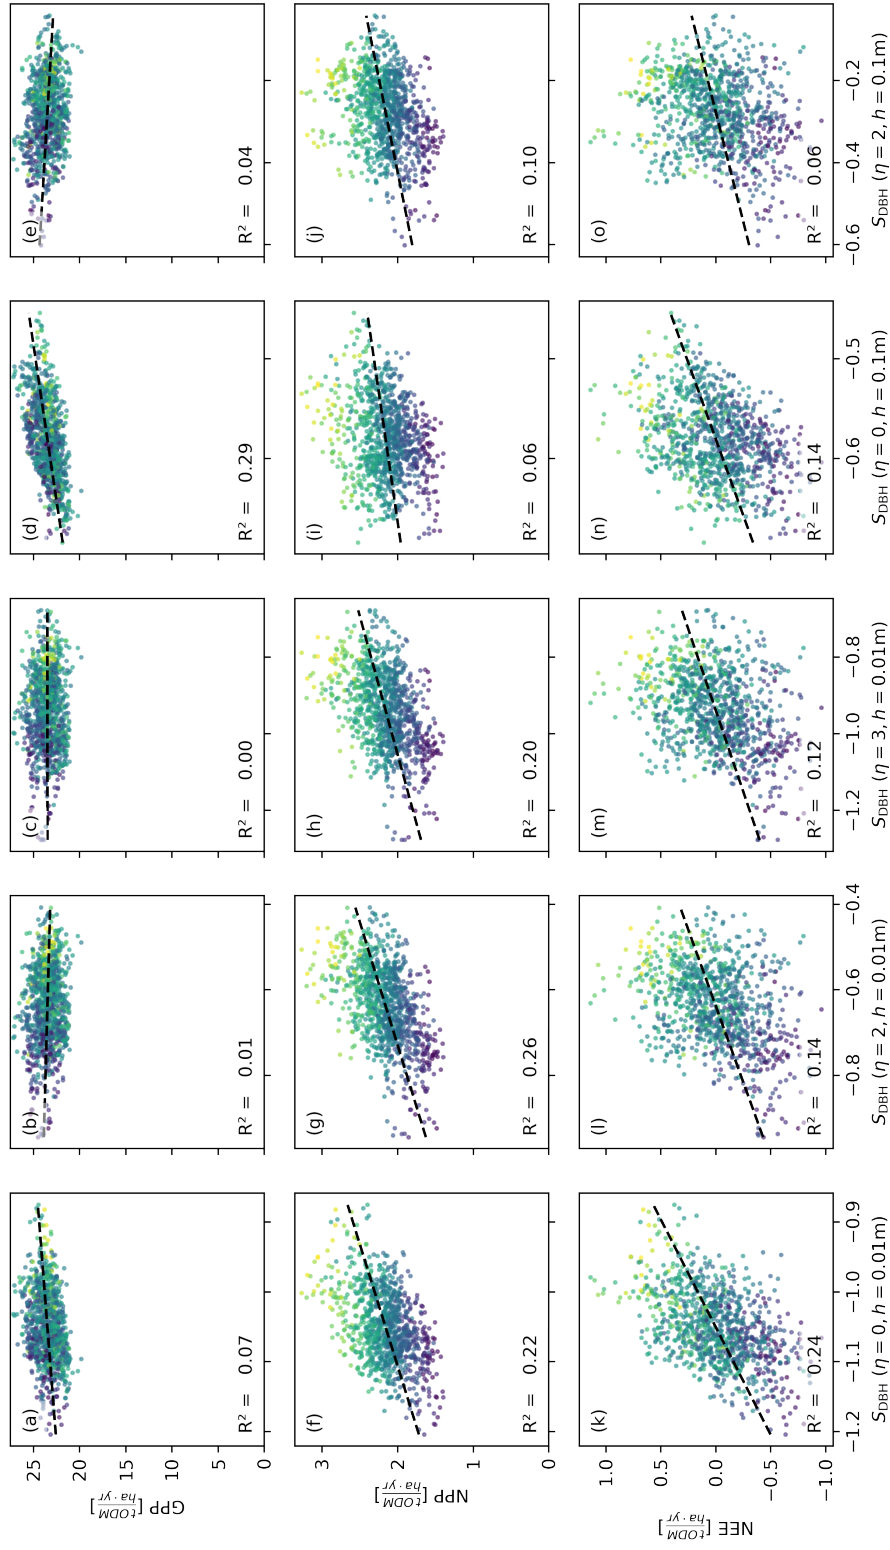 GPP [tODM / ha · yr]
25
20
15
10
5
0
(a)
R² = 0.07
(b)
R² = 0.01
(c)
R² = 0.00
(d)
R² = 0.29
(e)
R² = 0.04
NPP [tODM / ha · yr]
3
2
1
0
(f)
R² = 0.22
(g)
R² = 0.26
(h)
R² = 0.20
(i)
R² = 0.06
(j)
R² = 0.10
NEE [tODM / ha · yr]
1.0
0.5
0.0
−0.5
−1.0
(k)
R² = 0.24
(l)
R² = 0.14
(m)
R² = 0.12
(n)
R² = 0.14
(o)
R² = 0.06
−1.2 −1.1 −1.0 −0.9
S_DBH (η = 0, h = 0.01m)
−0.8 −0.6 −0.4
S_DBH (η = 2, h = 0.01m)
−1.2 −1.0 −0.8
S_DBH (η = 3, h = 0.01m)
−0.6 −0.5
S_DBH (η = 0, h = 0.1m)
−0.6 −0.4 −0.2
S_DBH (η = 2, h = 0.1m)